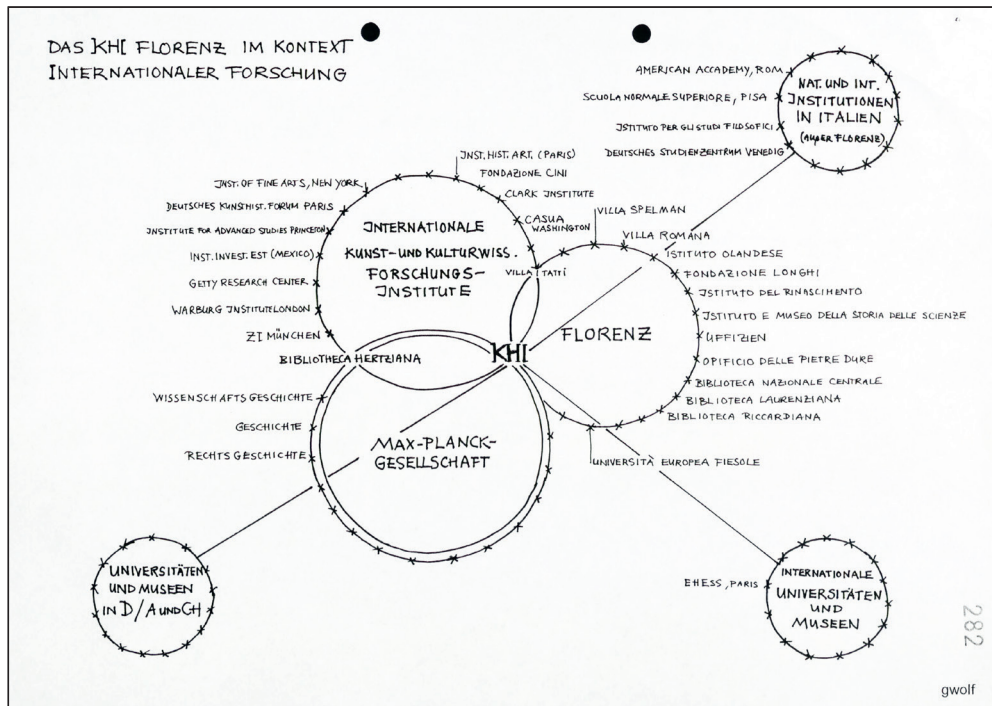 DAS KHI FLORENZ IM KONTEXT
INTERNATIONALER FORSCHUNG
AMERICAN ACCADEMY, ROM
SCUOLA NORMALE SUPERIORE, PISA
ISTITUTO PER GLI STUDI FILOSOFICI
DEUTSCHES STUDIENZENTRUM VENEDIG
NAT. UND INT.
INSTITUTIONEN
IN ITALIEN
(AUẞER FLORENZ)
INST. HIST. ART. (PARIS)
FONDAZIONE CINI
CLARK INSTITUTE
CASVA
WASHINGTON
INST. OF FINE ARTS, NEW YORK
DEUTSCHES KUNSTHIST. FORUM PARIS
INSTITUTE FOR ADVANCED STUDIES PRINCETON
INST. INVEST. EST (MEXICO)
GETTY RESEARCH CENTER
WARBURG INSTITUTE LONDON
ZI MÜNCHEN
BIBLIOTHECA HERTZIANA
INTERNATIONALE
KUNST- UND KULTURWISS.
FORSCHUNGS-
INSTITUTE
VILLA I TATTI
VILLA SPELMAN
VILLA ROMANA
ISTITUTO OLANDESE
FONDAZIONE LONGHI
ISTITUTO DEL RINASCIMENTO
ISTITUTO E MUSEO DELLA STORIA DELLE SCIENZE
UFFIZIEN
OPIFICIO DELLE PIETRE DURE
BIBLIOTECA NAZIONALE CENTRALE
BIBLIOTECA LAURENZIANA
BIBLIOTECA RICCARDIANA
UNIVERSITÀ EUROPEA FIESOLE
FLORENZ
KHI
WISSENSCHAFTS GESCHICHTE
GESCHICHTE
RECHTS GESCHICHTE
MAX-PLANCK-
GESELLSCHAFT
UNIVERSITÄTEN
UND MUSEEN
IN D/A UND CH
EHESS, PARIS
INTERNATIONALE
UNIVERSITÄTEN
UND
MUSEEN
282
gwolf